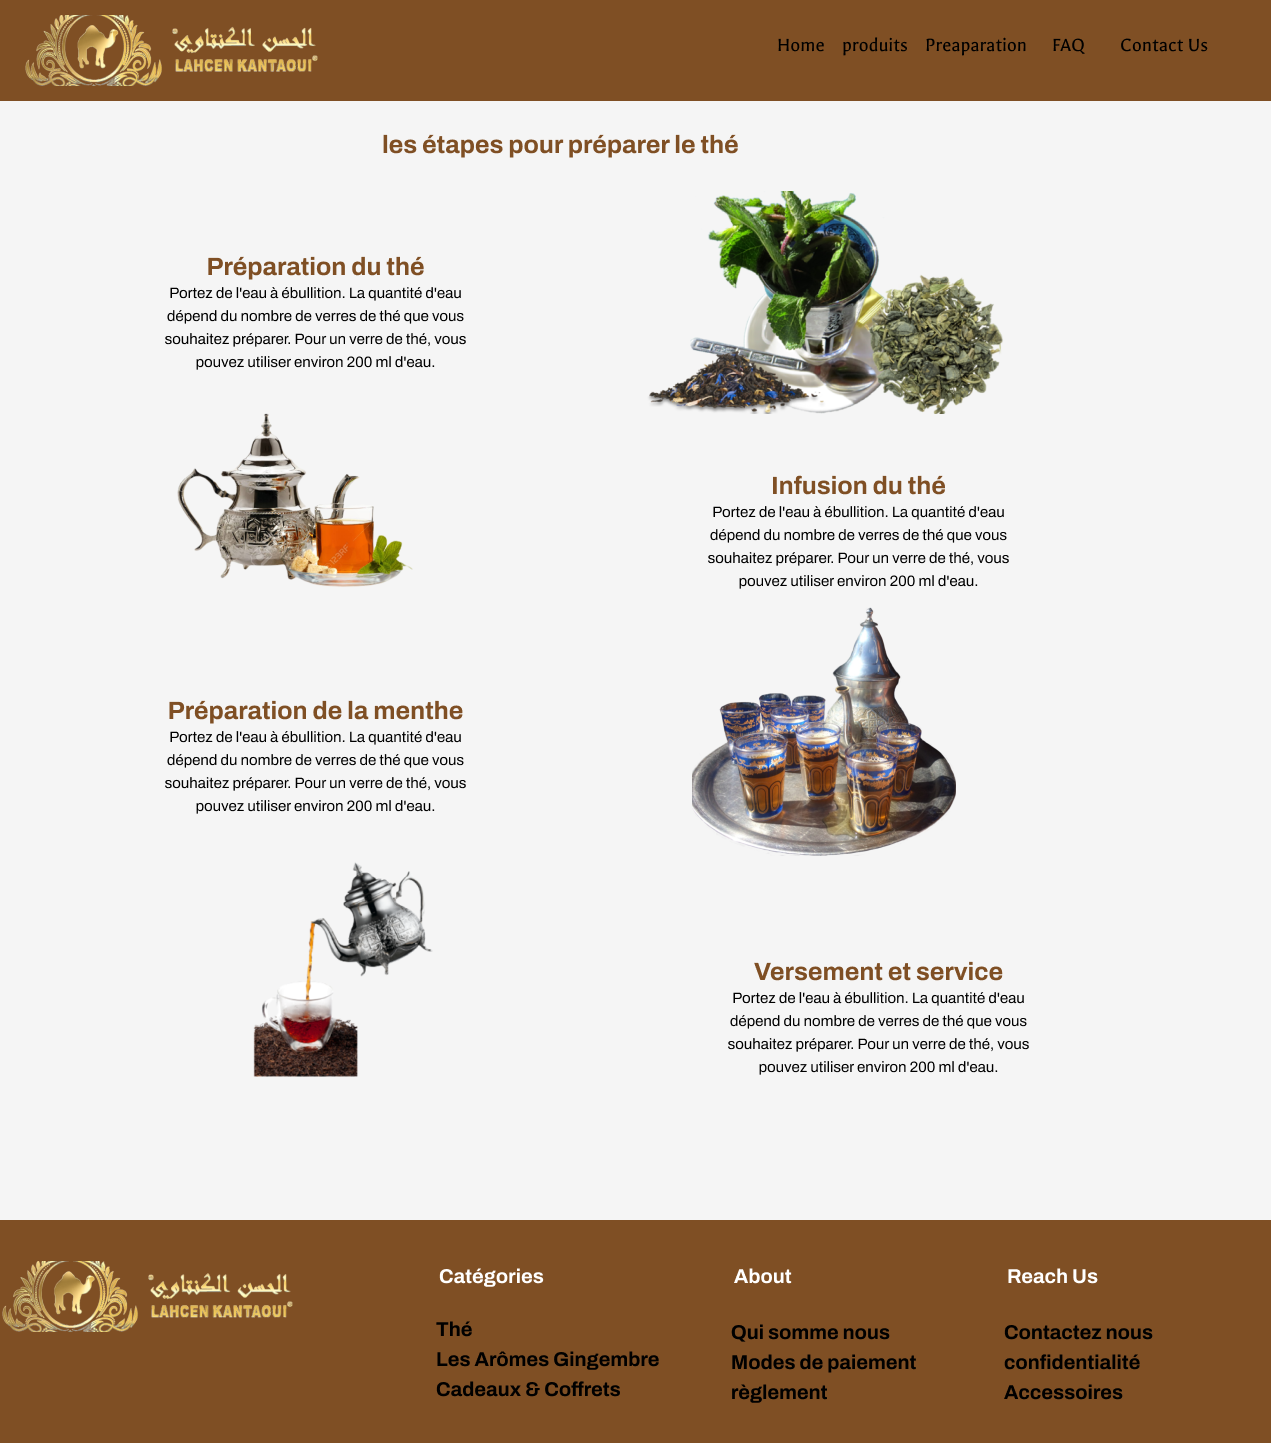 الحسن الكنتاوي
LAHCEN KANTAOUI
Home produits Preaparation FAQ Contact Us
les étapes pour préparer le thé
Préparation du thé
Portez de l'eau à ébullition. La quantité d'eau
dépend du nombre de verres de thé que vous
souhaitez préparer. Pour un verre de thé, vous
pouvez utiliser environ 200 ml d'eau.
Infusion du thé
Portez de l'eau à ébullition. La quantité d'eau
dépend du nombre de verres de thé que vous
souhaitez préparer. Pour un verre de thé, vous
pouvez utiliser environ 200 ml d'eau.
Préparation de la menthe
Portez de l'eau à ébullition. La quantité d'eau
dépend du nombre de verres de thé que vous
souhaitez préparer. Pour un verre de thé, vous
pouvez utiliser environ 200 ml d'eau.
Versement et service
Portez de l'eau à ébullition. La quantité d'eau
dépend du nombre de verres de thé que vous
souhaitez préparer. Pour un verre de thé, vous
pouvez utiliser environ 200 ml d'eau.
الحسن الكنتاوي
LAHCEN KANTAOUI
Catégories
Thé
Les Arômes Gingembre
Cadeaux & Coffrets
About
Qui somme nous
Modes de paiement
règlement
Reach Us
Contactez nous
confidentialité
Accessoires